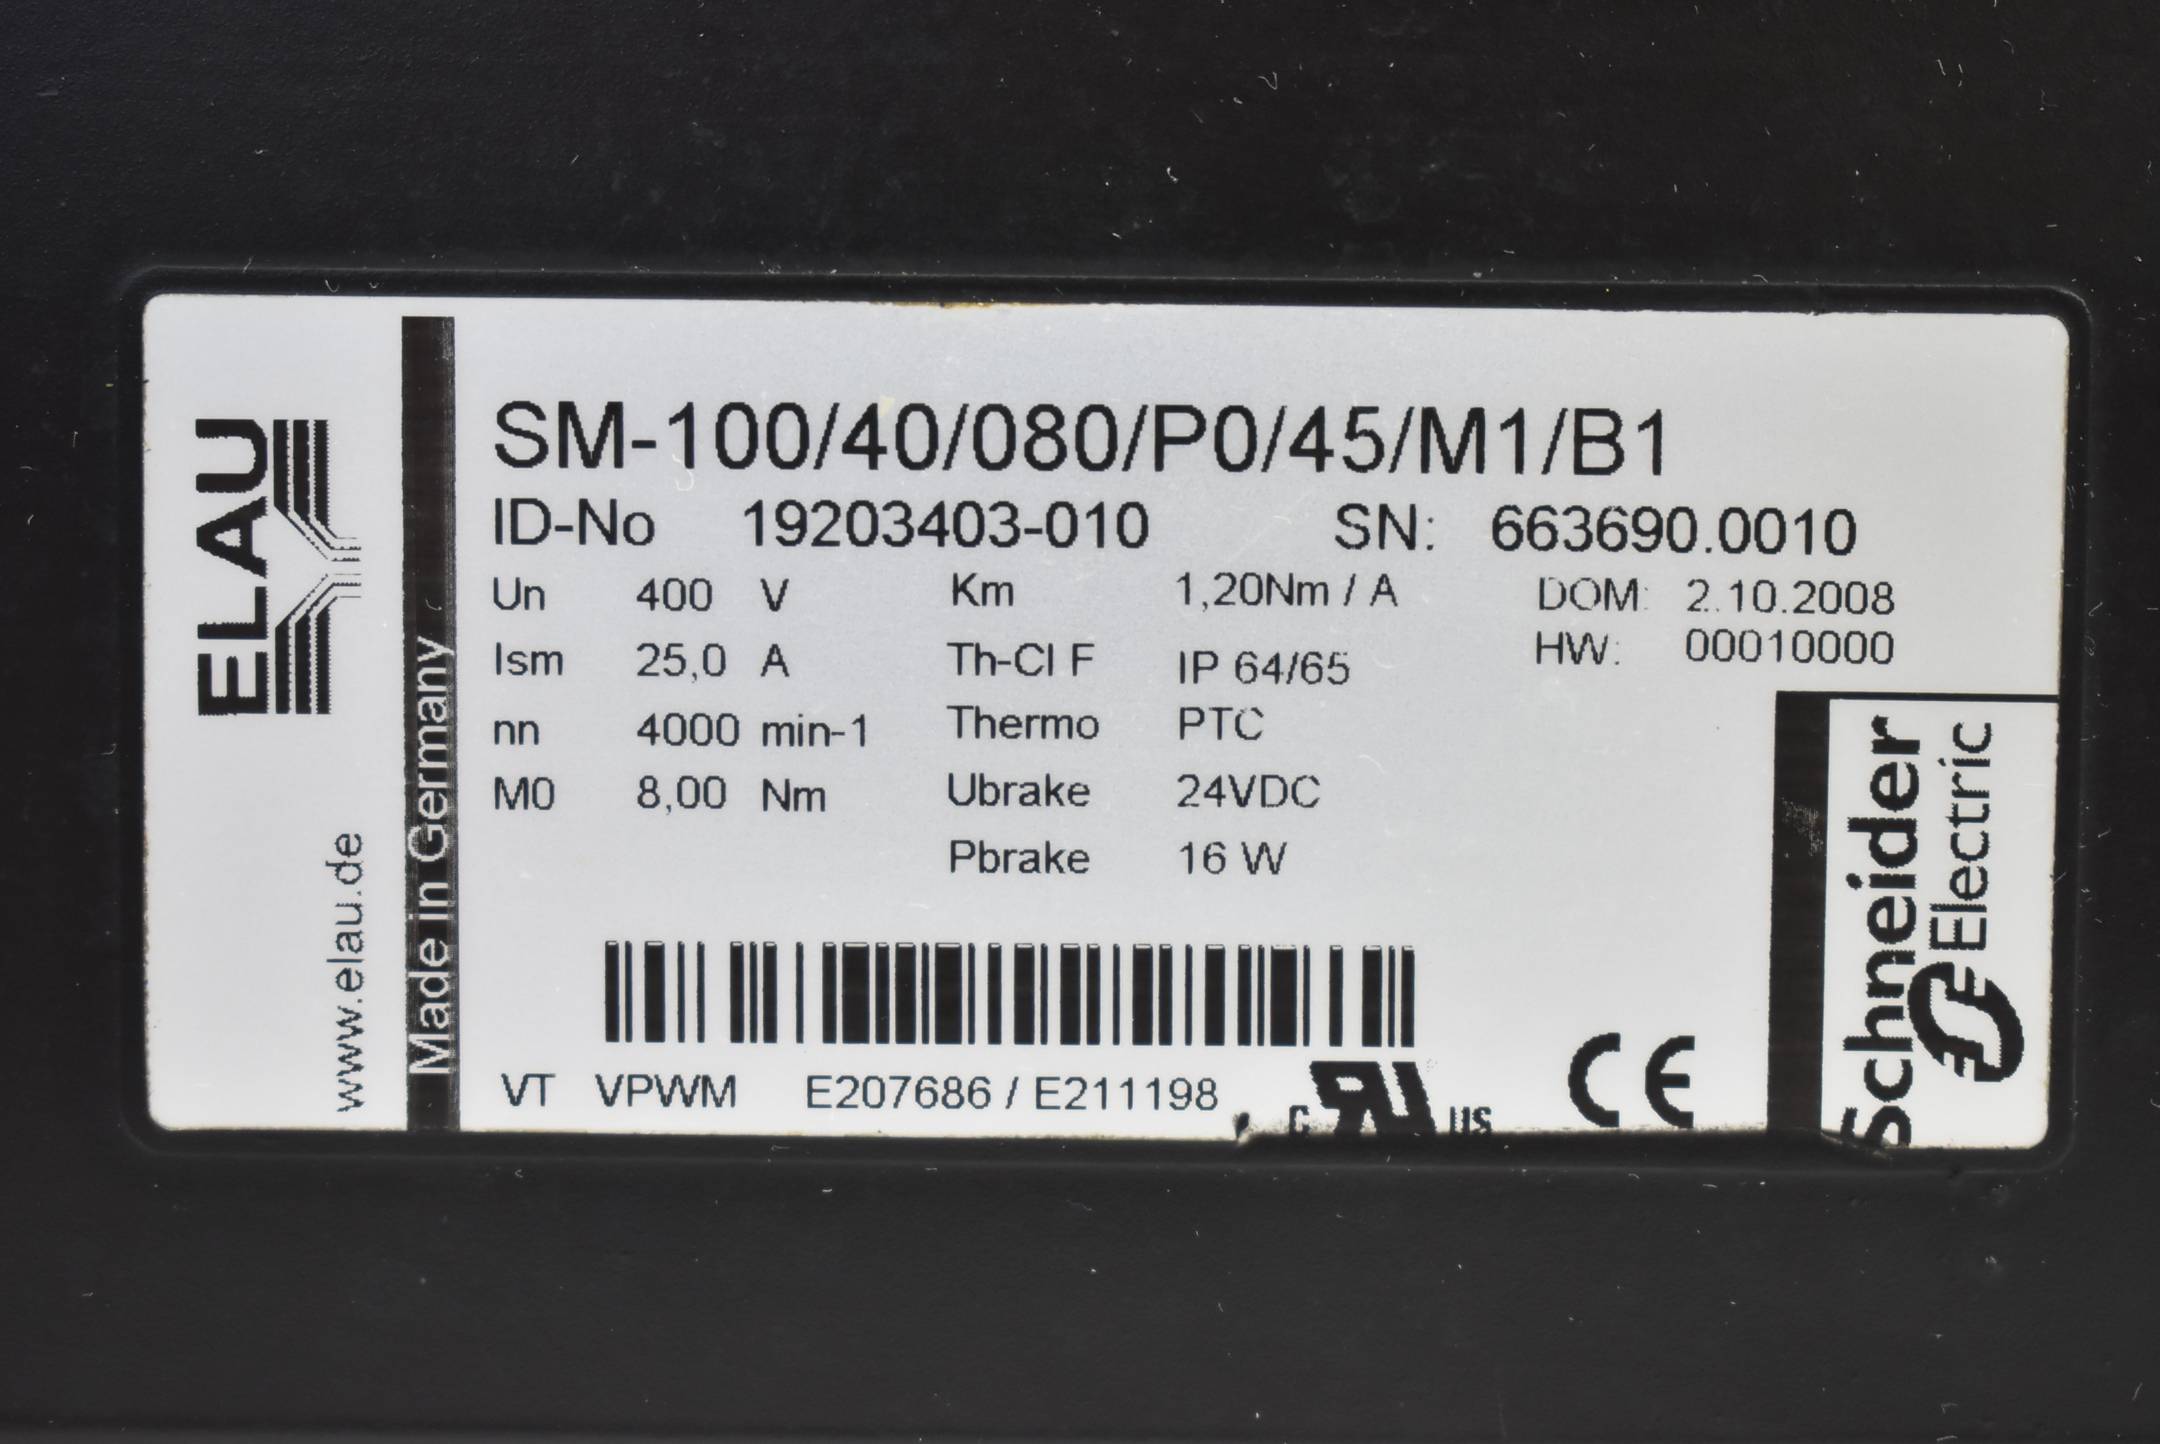 ELAU
www.elau.de
Made in Germany
SM-100/40/080/P0/45/M1/B1
ID-No 19203403-010 SN: 663690.0010
Un 400 V Km 1,20Nm / A DOM: 2.10.2008
Ism 25,0 A Th-Cl F IP 64/65 HW: 00010000
nn 4000 min-1 Thermo PTC
M0 8,00 Nm Ubrake 24VDC
Pbrake 16 W
VT VPWM E207686 / E211198 c RU US CE
Schneider
Electric